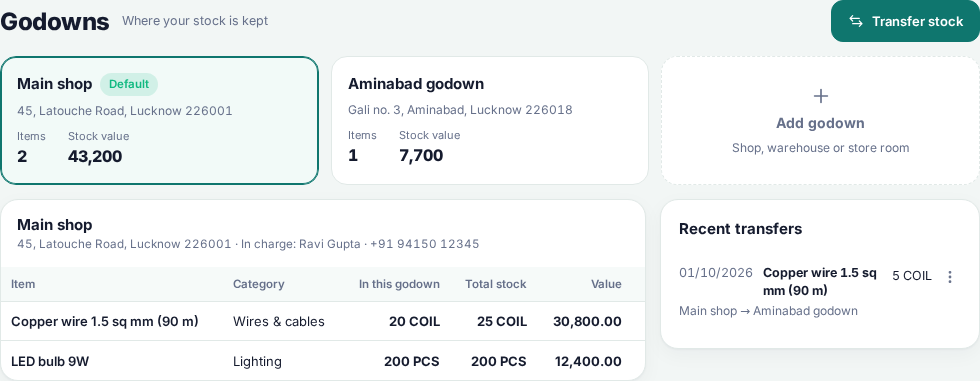 Godowns Where your stock is kept
Transfer stock
Main shop Default
45, Latouche Road, Lucknow 226001
Items Stock value
2 43,200
Aminabad godown
Gali no. 3, Aminabad, Lucknow 226018
Items Stock value
1 7,700
Add godown
Shop, warehouse or store room
Main shop
45, Latouche Road, Lucknow 226001 · In charge: Ravi Gupta · +91 94150 12345
Item Category In this godown Total stock Value
Copper wire 1.5 sq mm (90 m) Wires & cables 20 COIL 25 COIL 30,800.00
LED bulb 9W Lighting 200 PCS 200 PCS 12,400.00
Recent transfers
01/10/2026 Copper wire 1.5 sq 5 COIL
mm (90 m)
Main shop → Aminabad godown